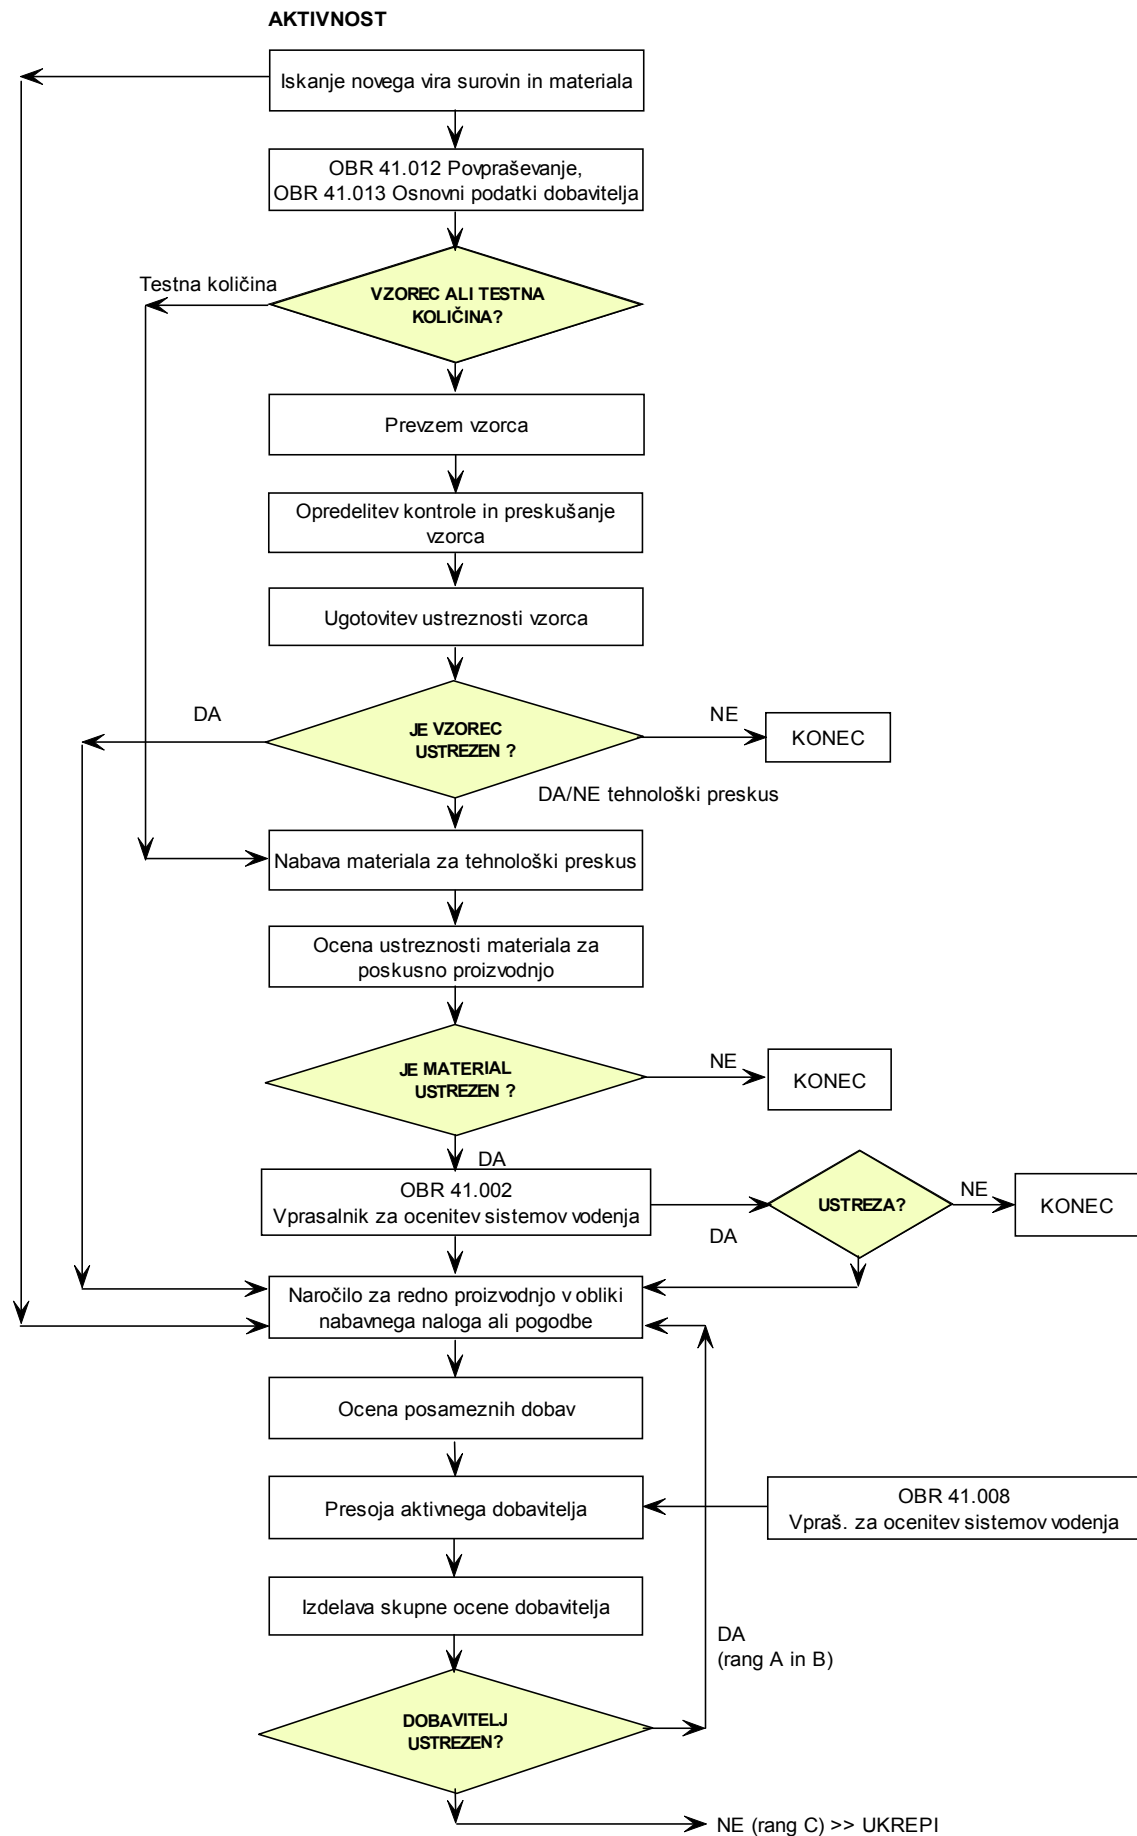 AKTIVNOST
Iskanje novega vira surovin in materiala
OBR 41.012 Povpraševanje,
OBR 41.013 Osnovni podatki dobavitelja
Testna količina
VZOREC ALI TESTNA
KOLIČINA?
Prevzem vzorca
Opredelitev kontrole in preskušanje
vzorca
Ugotovitev ustreznosti vzorca
DA
JE VZOREC
USTREZEN ?
NE
KONEC
DA/NE tehnološki preskus
Nabava materiala za tehnološki preskus
Ocena ustreznosti materiala za
poskusno proizvodnjo
JE MATERIAL
USTREZEN ?
NE
KONEC
DA
OBR 41.002
Vprasalnik za ocenitev sistemov vodenja
DA
USTREZA?
NE
KONEC
Naročilo za redno proizvodnjo v obliki
nabavnega naloga ali pogodbe
Ocena posameznih dobav
Presoja aktivnega dobavitelja
OBR 41.008
Vpraš. za ocenitev sistemov vodenja
Izdelava skupne ocene dobavitelja
DA
(rang A in B)
DOBAVITELJ
USTREZEN?
NE (rang C) >> UKREPI